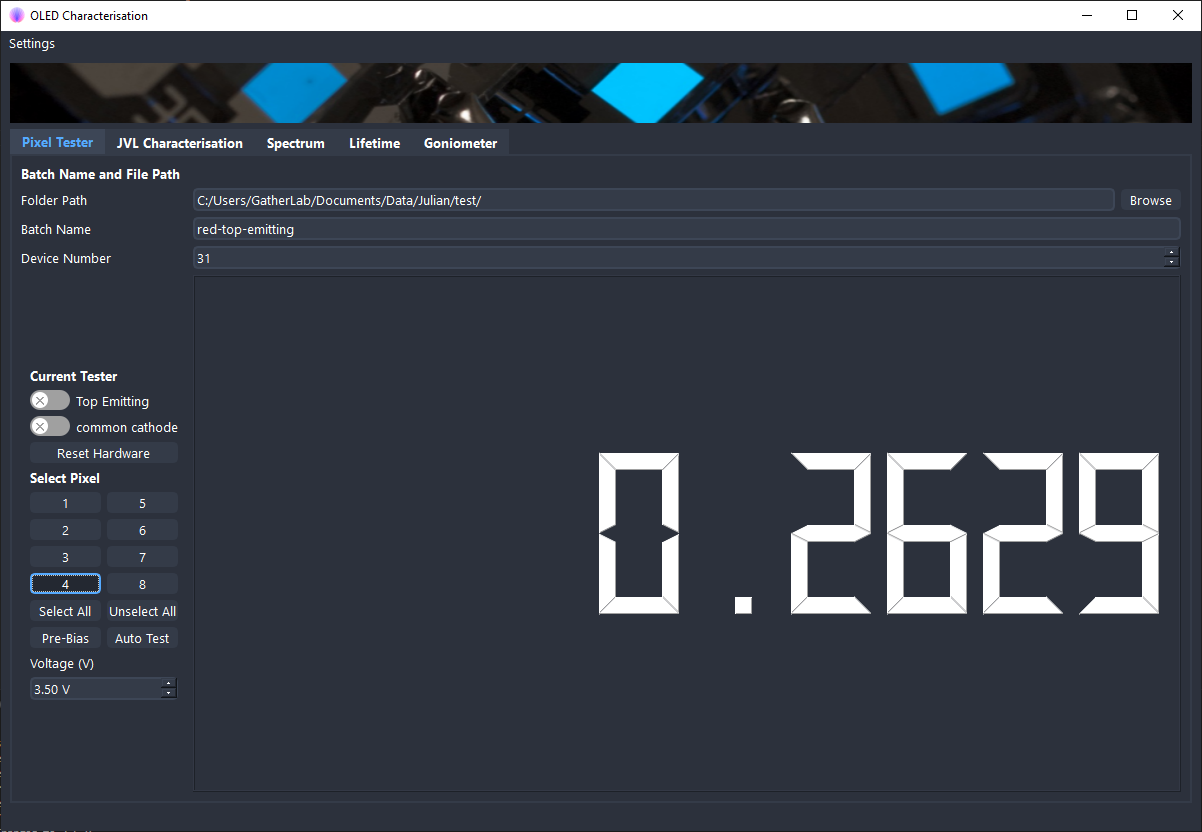 OLED Characterisation
Settings
Pixel Tester JVL Characterisation Spectrum Lifetime Goniometer
Batch Name and File Path
Folder Path C:/Users/GatherLab/Documents/Data/Julian/test/ Browse
Batch Name red-top-emitting
Device Number 31
Current Tester
Top Emitting
common cathode
Reset Hardware
Select Pixel
1 5
2 6
3 7
4 8
Select All Unselect All
Pre-Bias Auto Test
Voltage (V)
3.50 V
0.2629